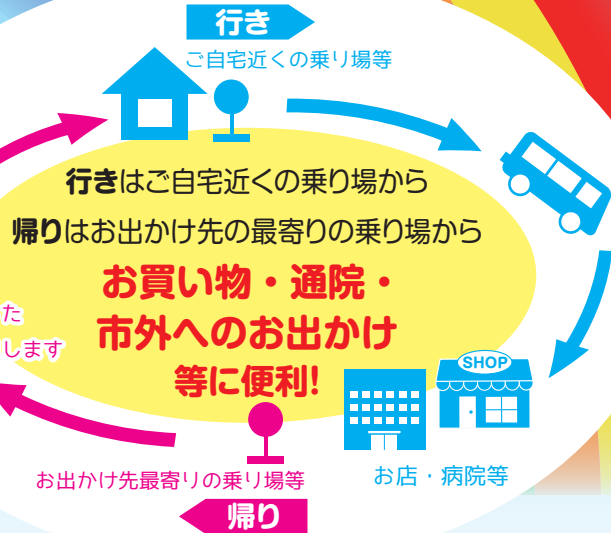 行き
ご自宅近くの乗り場等
行きはご自宅近くの乗り場から
帰りはお出かけ先の最寄りの乗り場から
お買い物・通院・
市外へのお出かけ
等に便利!
た
します
SHOP
お店・病院等
お出かけ先最寄りの乗り場等
帰り